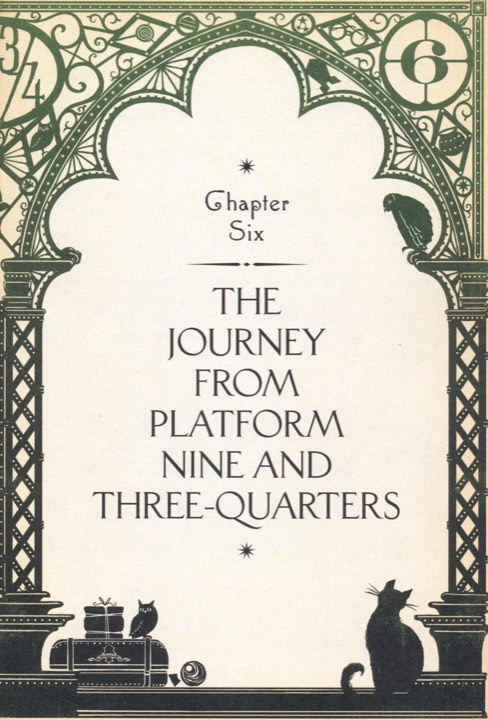 3/4
6
Chapter
Six
THE
JOURNEY
FROM
PLATFORM
NINE AND
THREE-QUARTERS